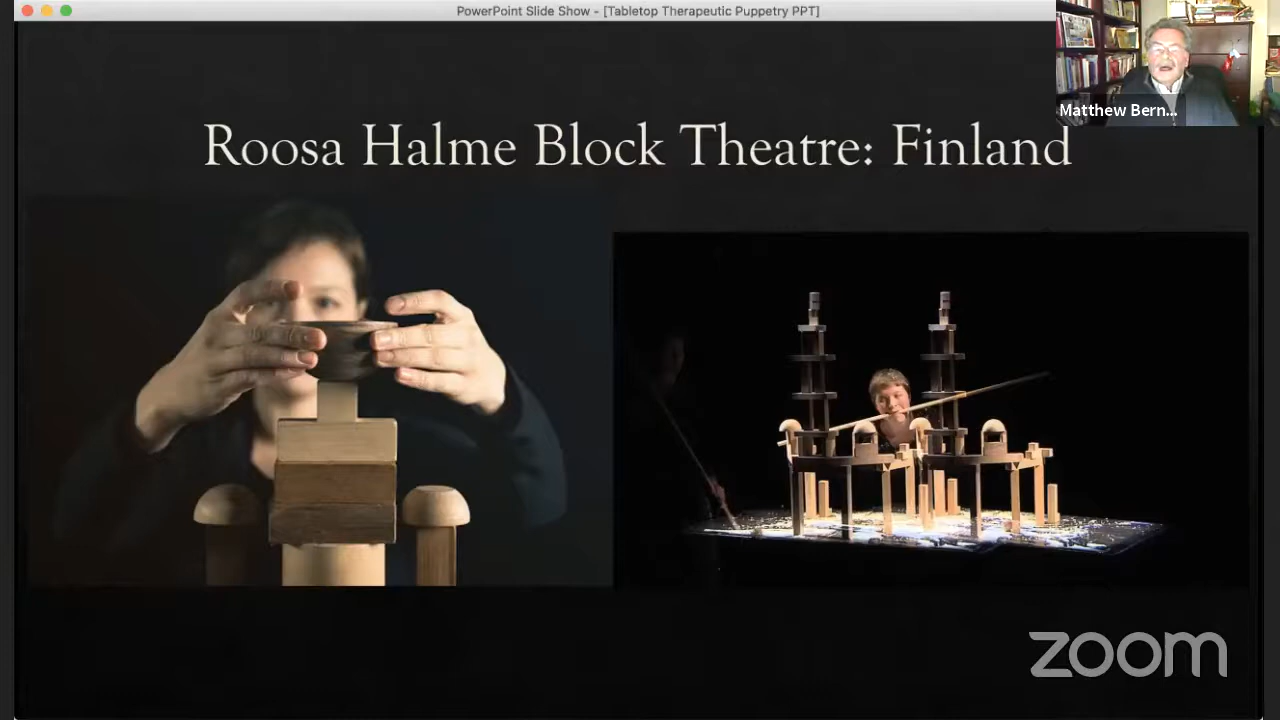 PowerPoint Slide Show - [Tabletop Therapeutic Puppetry PPT]
Matthew Bern...
Roosa Halme Block Theatre: Finland
zoom